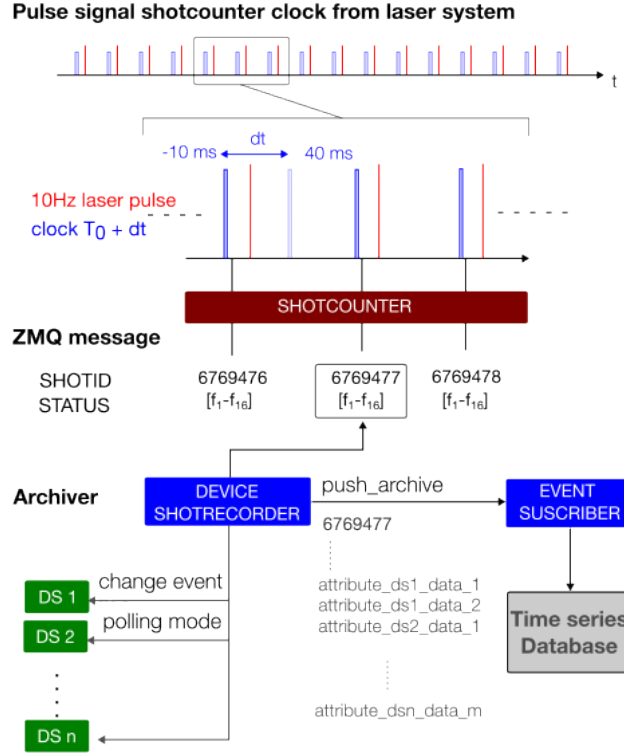 Pulse signal shotcounter clock from laser system
t
dt
-10 ms
40 ms
10Hz laser pulse
clock T0 + dt
SHOTCOUNTER
ZMQ message
SHOTID
6769476
6769477
6769478
STATUS
[f1-f16]
[f1-f16]
[f1-f16]
Archiver
DEVICE
SHOTRECORDER
push_archive
EVENT
SUSCRIBER
6769477
change event
DS 1
polling mode
DS 2
attribute_ds1_data_1
attribute_ds1_data_2
attribute_ds2_data_1
Time series
Database
attribute_dsn_data_m
DS n